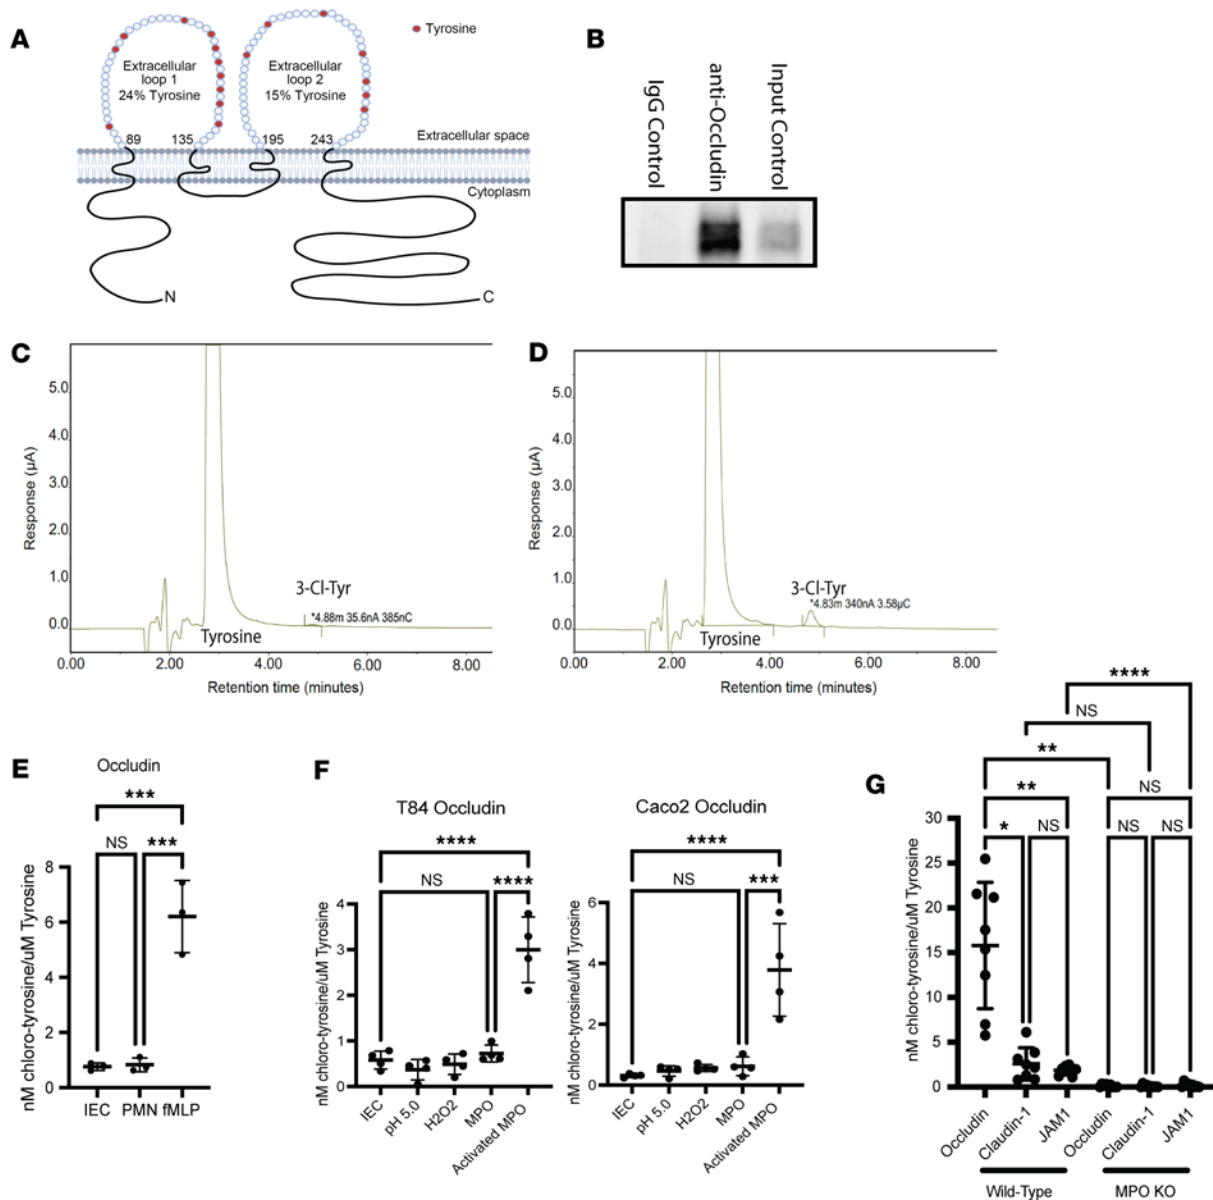 A
Tyrosine
Extracellular
loop 1
24% Tyrosine
Extracellular
loop 2
15% Tyrosine
89
135
195
243
Extracellular space
Cytoplasm
N
C
B
IgG Control
anti-Occludin
Input Control
C
Response (µA)
5.0
4.0
3.0
2.0
1.0
0.0
3-Cl-Tyr
*4.88m 35.6nA 385nC
Tyrosine
0.00
2.00
4.00
6.00
8.00
Retention time (minutes)
D
Response (µA)
5.0
4.0
3.0
2.0
1.0
0.0
3-Cl-Tyr
*4.83m 340nA 3.58µC
Tyrosine
0.00
2.00
4.00
6.00
8.00
Retention time (minutes)
E
Occludin
***
NS
***
nM chloro-tyrosine/uM Tyrosine
8
6
4
2
0
IEC
PMN
fMLP
F
T84 Occludin
****
NS
****
nM chloro-tyrosine/uM Tyrosine
4
3
2
1
0
IEC
pH 5.0
H2O2
MPO
Activated MPO
Caco2 Occludin
****
NS
***
nM chloro-tyrosine/uM Tyrosine
6
4
2
0
IEC
pH 5.0
H2O2
MPO
Activated MPO
G
****
NS
**
**
NS
*
NS
NS
NS
nM chloro-tyrosine/uM Tyrosine
30
25
20
15
10
5
0
Occludin
Claudin-1
JAM1
Occludin
Claudin-1
JAM1
Wild-Type
MPO KO